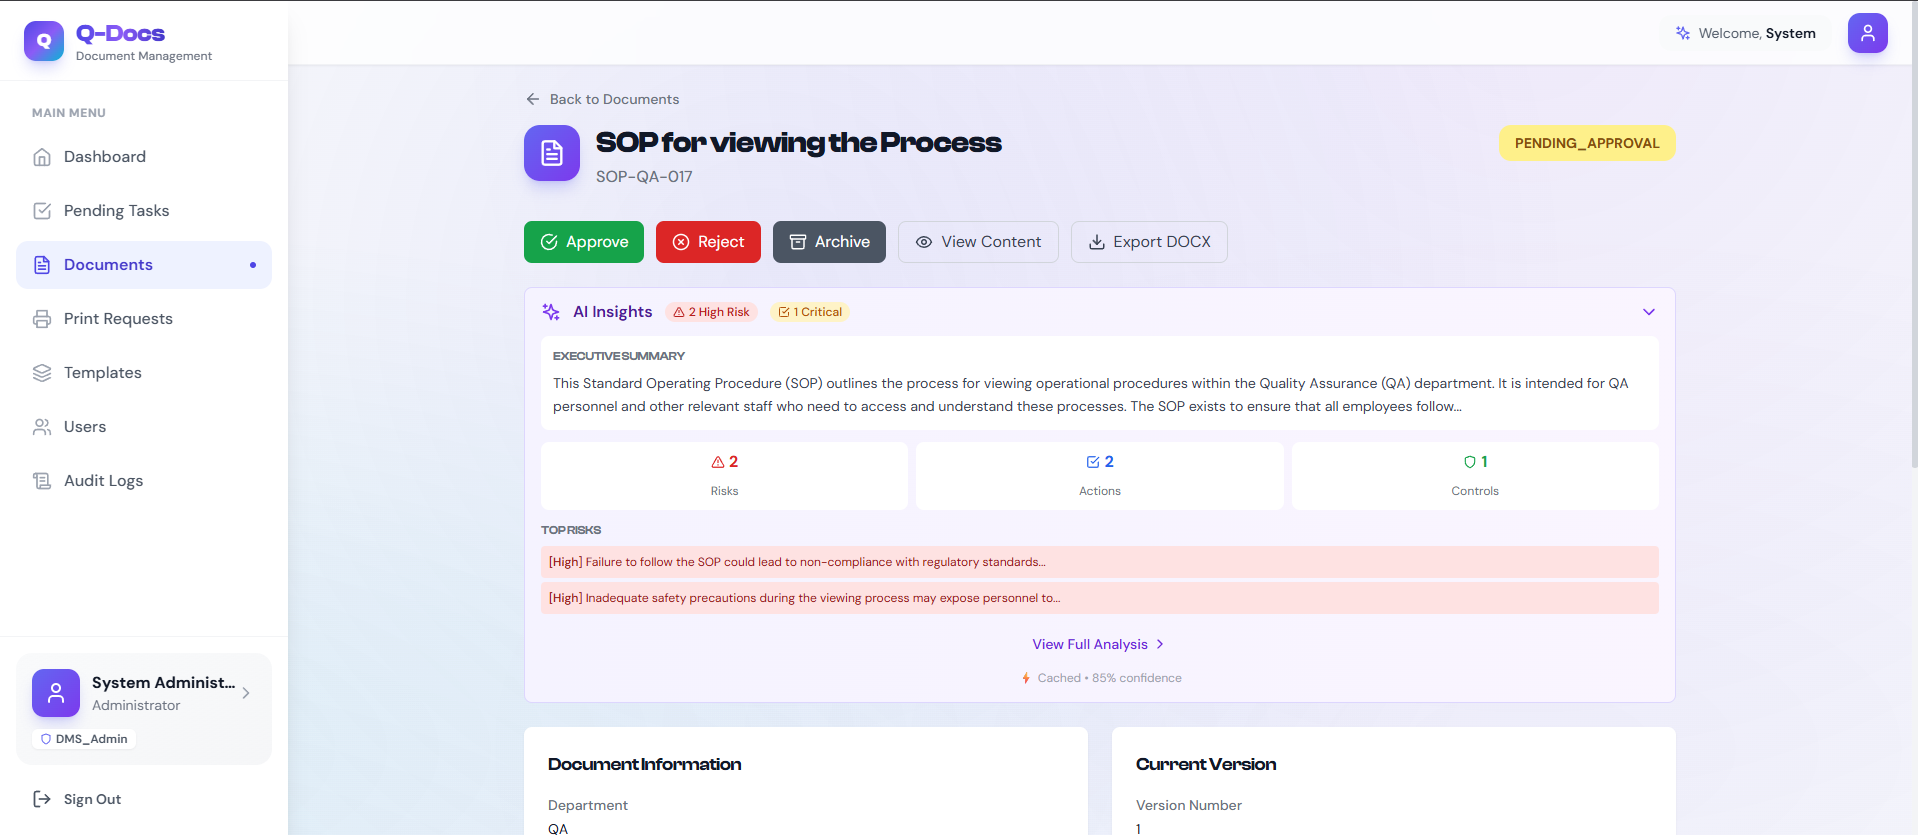 Q
Q-Docs
Document Management
Welcome, System
MAIN MENU
Dashboard
Pending Tasks
Documents
Print Requests
Templates
Users
Audit Logs
System Administ...
Administrator
DMS_Admin
Sign Out
Back to Documents
SOP for viewing the Process
SOP-QA-017
PENDING_APPROVAL
Approve
Reject
Archive
View Content
Export DOCX
AI Insights
2 High Risk
1 Critical
EXECUTIVE SUMMARY
This Standard Operating Procedure (SOP) outlines the process for viewing operational procedures within the Quality Assurance (QA) department. It is intended for QA
personnel and other relevant staff who need to access and understand these processes. The SOP exists to ensure that all employees follow...
2
Risks
2
Actions
1
Controls
TOP RISKS
[High] Failure to follow the SOP could lead to non-compliance with regulatory standards...
[High] Inadequate safety precautions during the viewing process may expose personnel to...
View Full Analysis
Cached • 85% confidence
Document Information
Department
QA
Current Version
Version Number
1